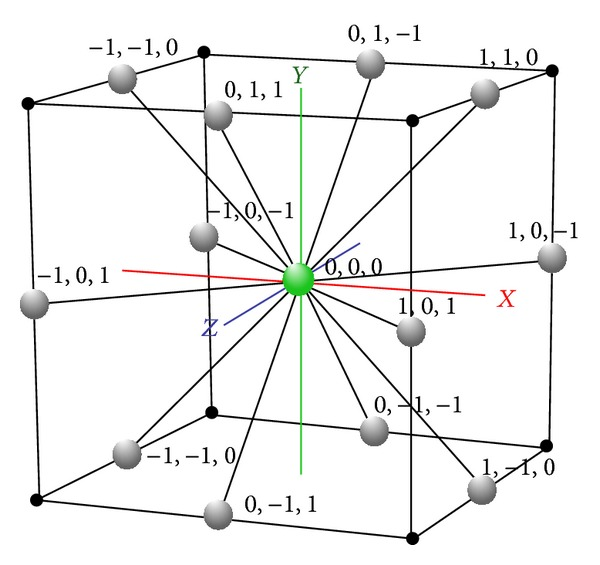 0, 1, −1
−1, −1, 0
1, 1, 0
Y
0, 1, 1
−1, 0, −1
1, 0, −1
0, 0, 0
−1, 0, 1
X
1, 0, 1
Z
0, −1, −1
−1, −1, 0
1, −1, 0
0, −1, 1